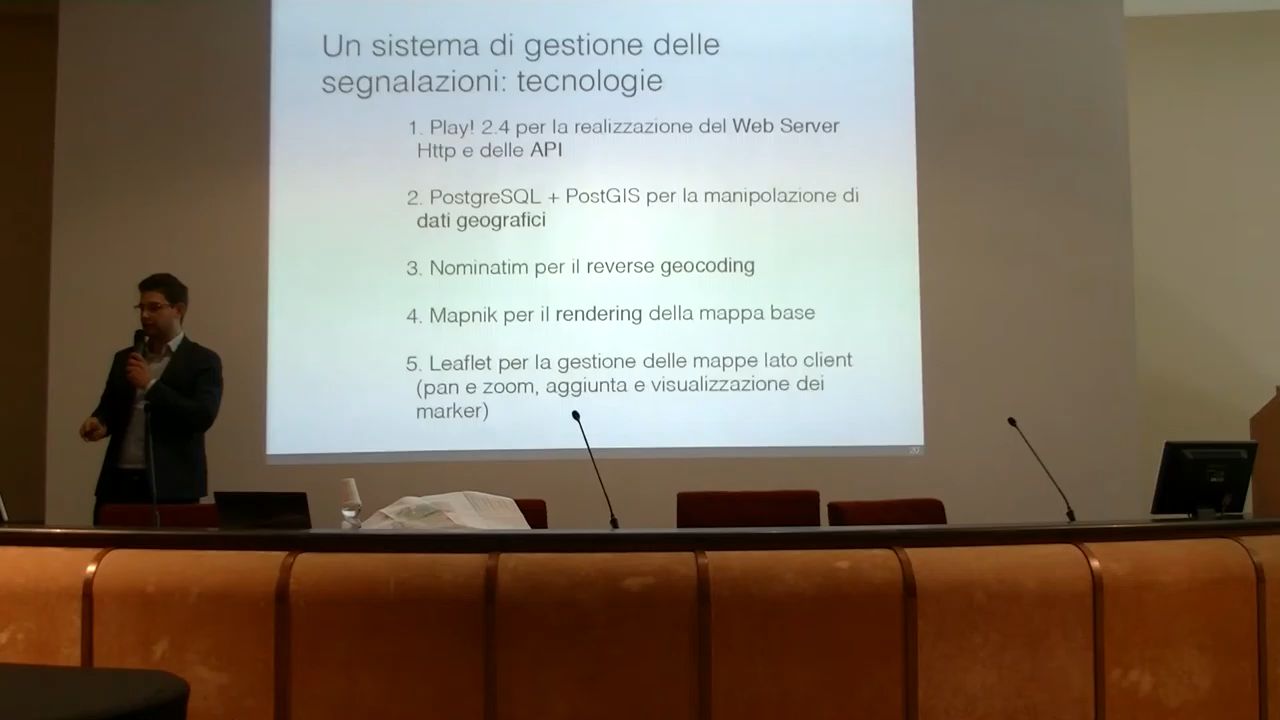 Un sistema di gestione delle
segnalazioni: tecnologie
1. Play! 2.4 per la realizzazione del Web Server
Http e delle API
2. PostgreSQL + PostGIS per la manipolazione di
dati geografici
3. Nominatim per il reverse geocoding
4. Mapnik per il rendering della mappa base
5. Leaflet per la gestione delle mappe lato client
(pan e zoom, aggiunta e visualizzazione dei
marker)